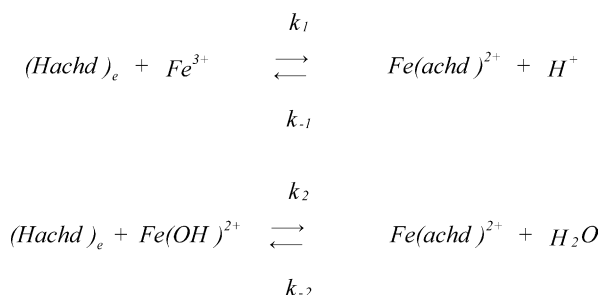 k₁
(Hachd)ₑ + Fe³⁺ ⇌ Fe(achd)²⁺ + H⁺
k₋₁
k₂
(Hachd)ₑ + Fe(OH)²⁺ ⇌ Fe(achd)²⁺ + H₂O
k₋₂